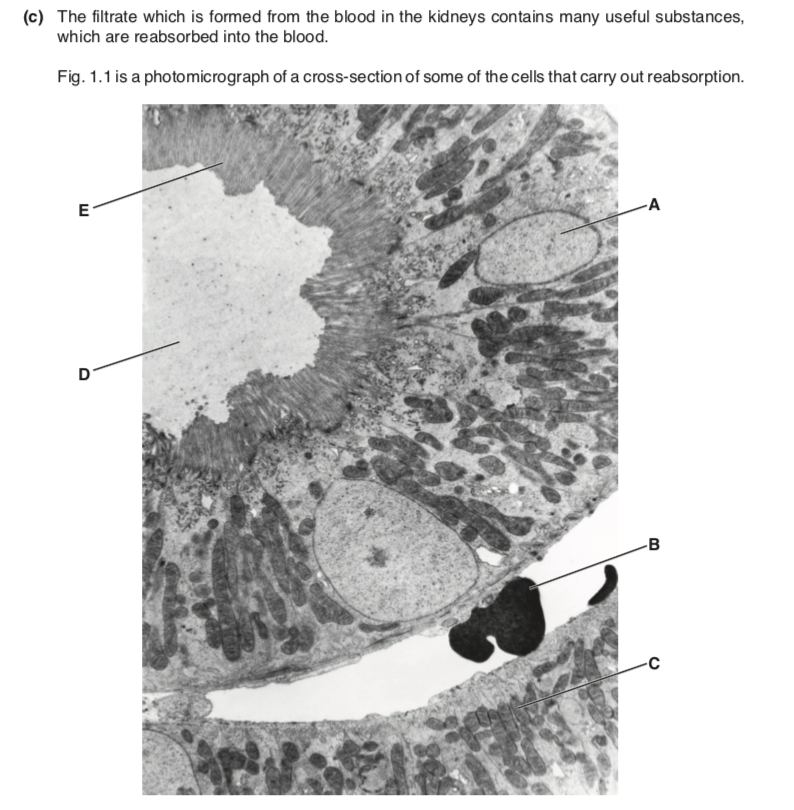 (c) The filtrate which is formed from the blood in the kidneys contains many useful substances,
which are reabsorbed into the blood.
Fig. 1.1 is a photomicrograph of a cross-section of some of the cells that carry out reabsorption.
A
E
D
B
C